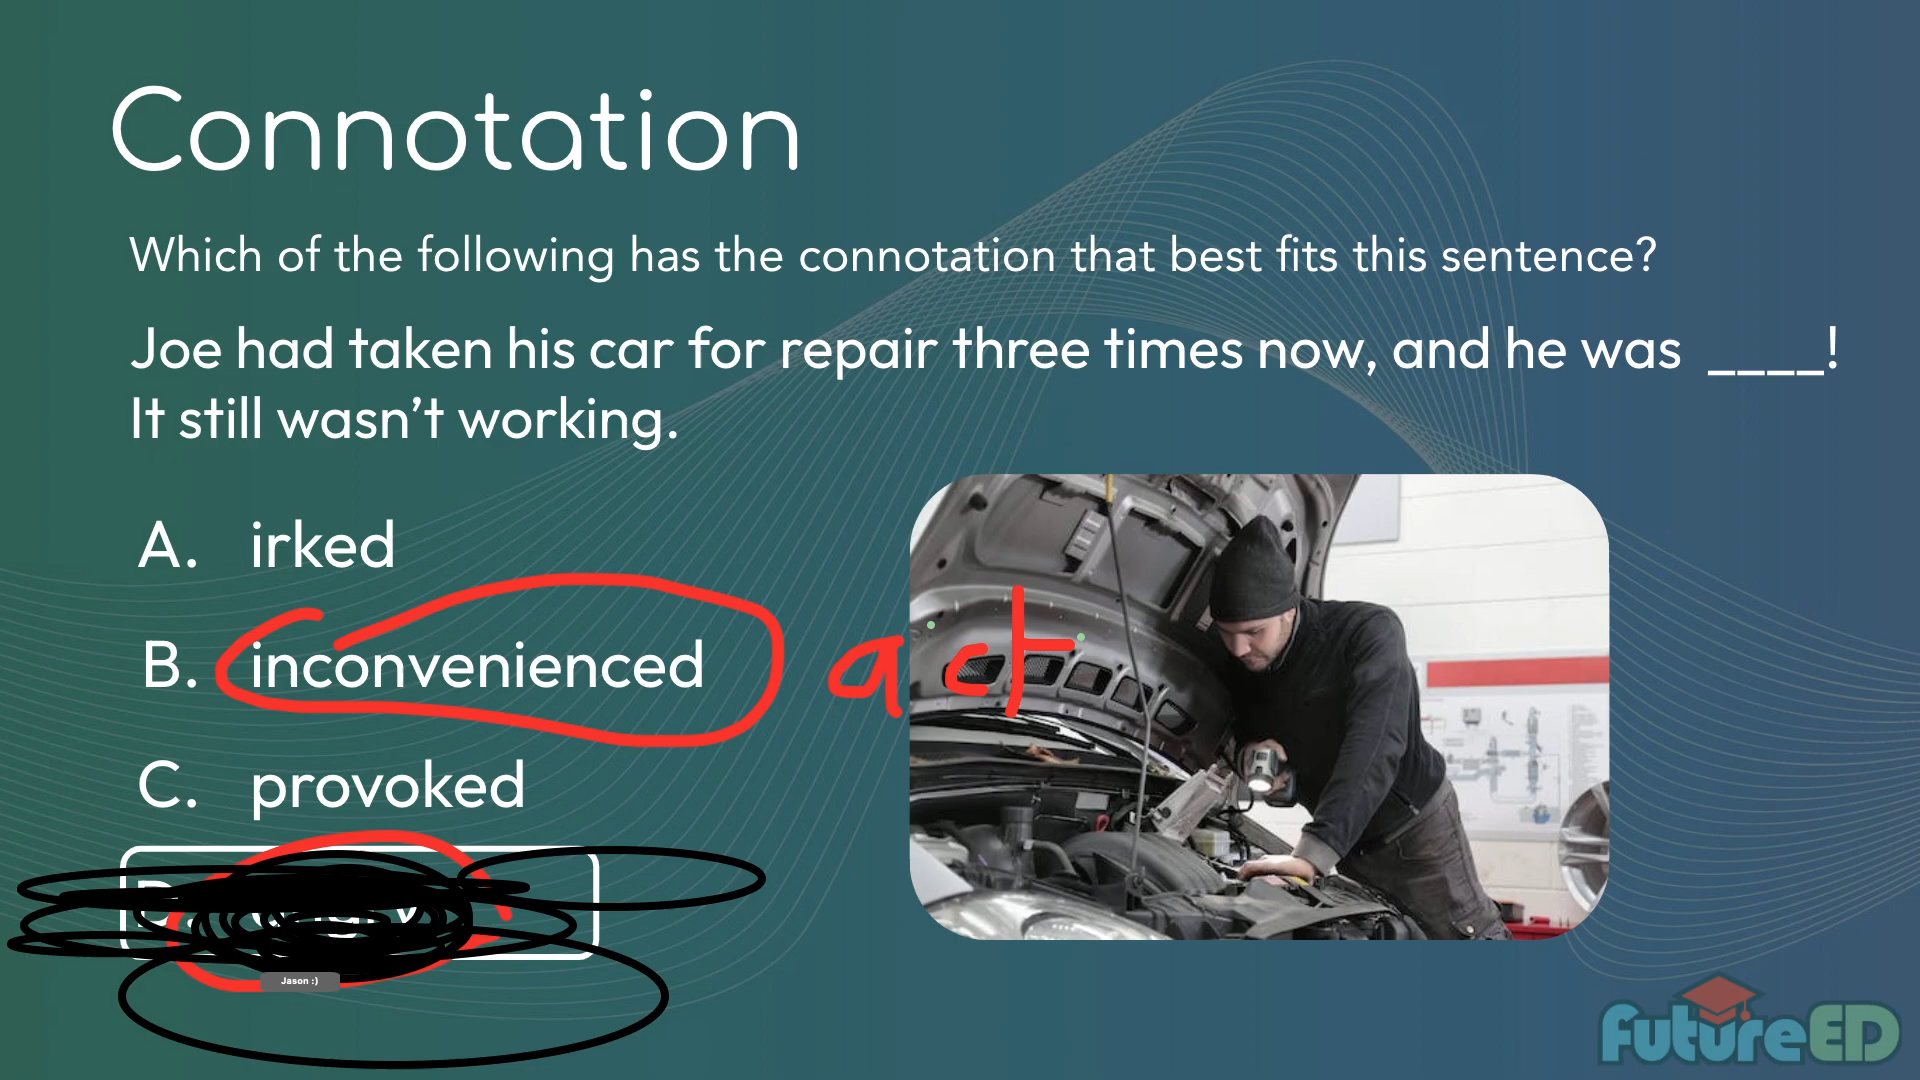 Connotation
Which of the following has the connotation that best fits this sentence?
Joe had taken his car for repair three times now, and he was ____!
It still wasn't working.
A. irked
B. inconvenienced
act
C. provoked
D.
Jason :)
FutureED